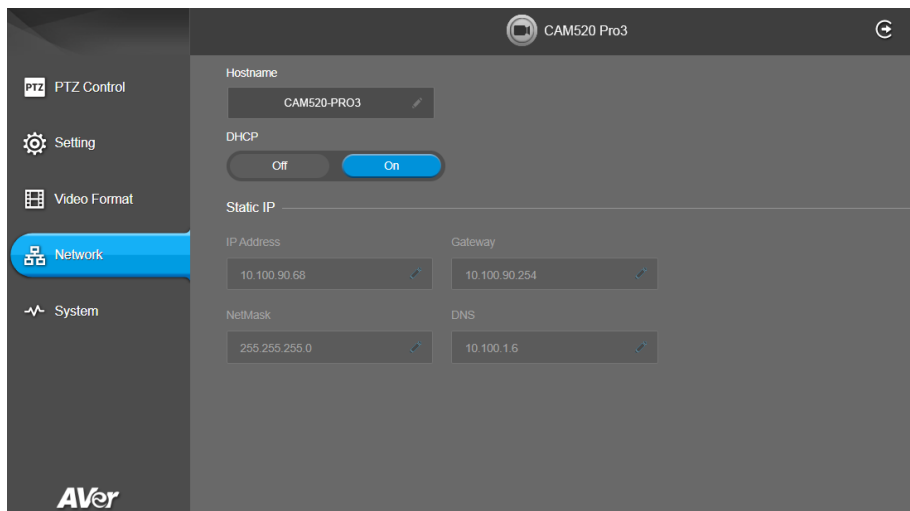 CAM520 Pro3
PTZ PTZ Control
Setting
Video Format
Network
System
AVer
Hostname
CAM520-PRO3
DHCP
Off On
Static IP
IP Address Gateway
10.100.90.68 10.100.90.254
NetMask DNS
255.255.255.0 10.100.1.6